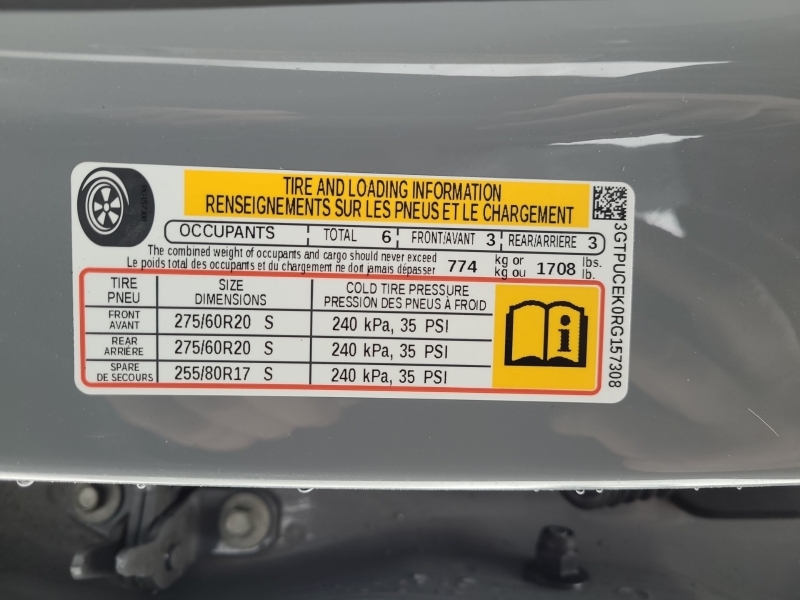 TIRE AND LOADING INFORMATION
RENSEIGNEMENTS SUR LES PNEUS ET LE CHARGEMENT
OCCUPANTS TOTAL 6 FRONT/AVANT 3 REAR/ARRIERE 3
The combined weight of occupants and cargo should never exceed 774 kg or 1708 lbs.
Le poids total des occupants et du chargement ne doit jamais dépasser kg ou lb.
TIRE PNEU SIZE DIMENSIONS COLD TIRE PRESSURE PRESSION DES PNEUS À FROID
FRONT AVANT 275/60R20 S 240 kPa, 35 PSI
REAR ARRIÈRE 275/60R20 S 240 kPa, 35 PSI
SPARE DE SECOURS 255/80R17 S 240 kPa, 35 PSI
3GTPUCEK0RG157308